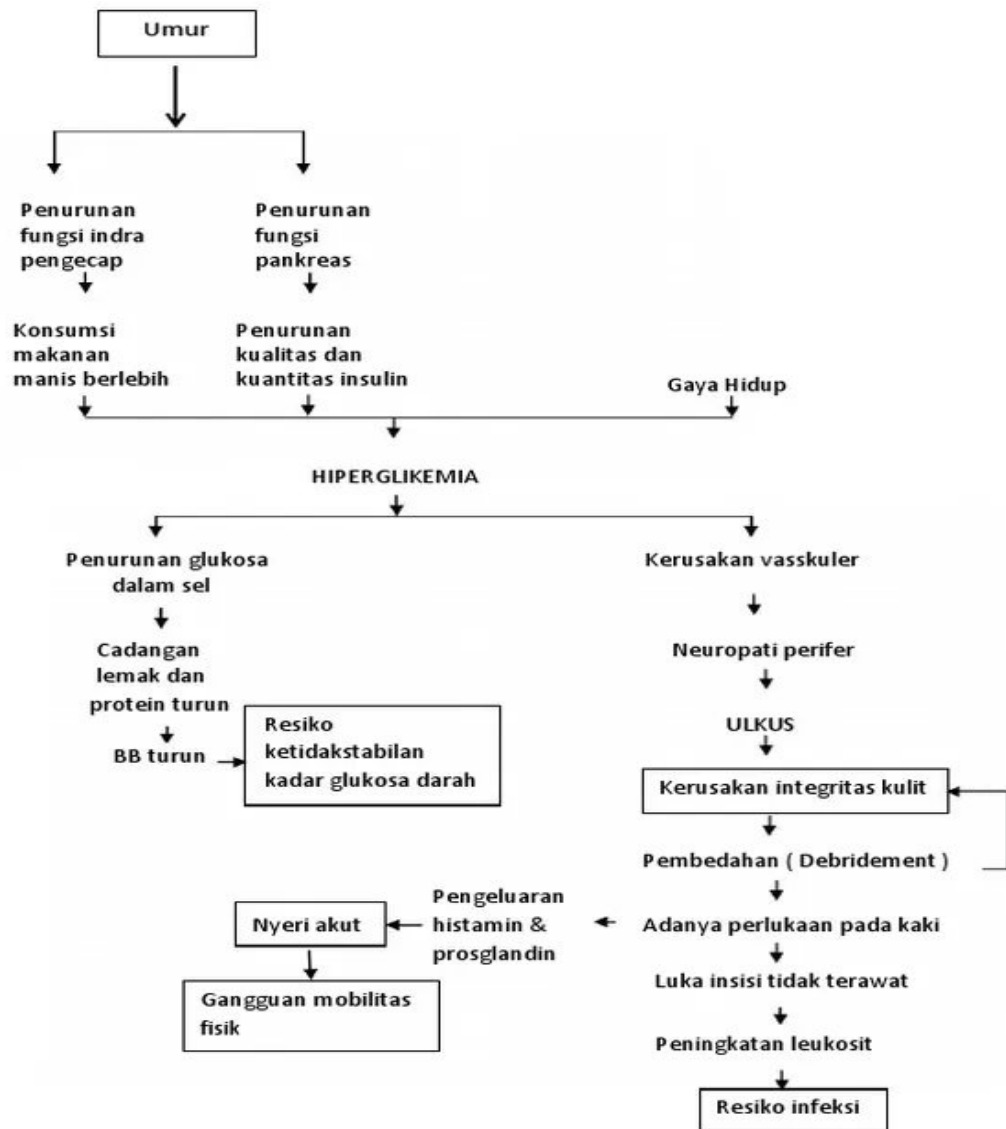 Umur
Penurunan
fungsi indra
pengecap
Penurunan
fungsi
pankreas
Konsumsi
makanan
manis berlebih
Penurunan
kualitas dan
kuantitas insulin
Gaya Hidup
HIPERGLIKEMIA
Penurunan glukosa
dalam sel
Kerusakan vasskuler
Cadangan
lemak dan
protein turun
Neuropati perifer
BB turun
Resiko
ketidakstabilan
kadar glukosa darah
ULKUS
Kerusakan integritas kulit
Pembedahan ( Debridement )
Adanya perlukaan pada kaki
Pengeluaran
histamin &
prosglandin
Nyeri akut
Gangguan mobilitas
fisik
Luka insisi tidak terawat
Peningkatan leukosit
Resiko infeksi